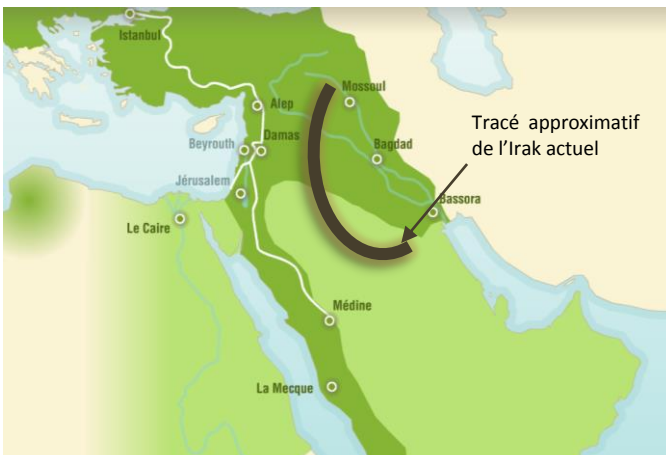 Istanbul
Mossoul
Alep
Tracé approximatif
de l'Irak actuel
Beyrouth
Damas
Bagdad
Jérusalem
Bassora
Le Caire
Médine
La Mecque